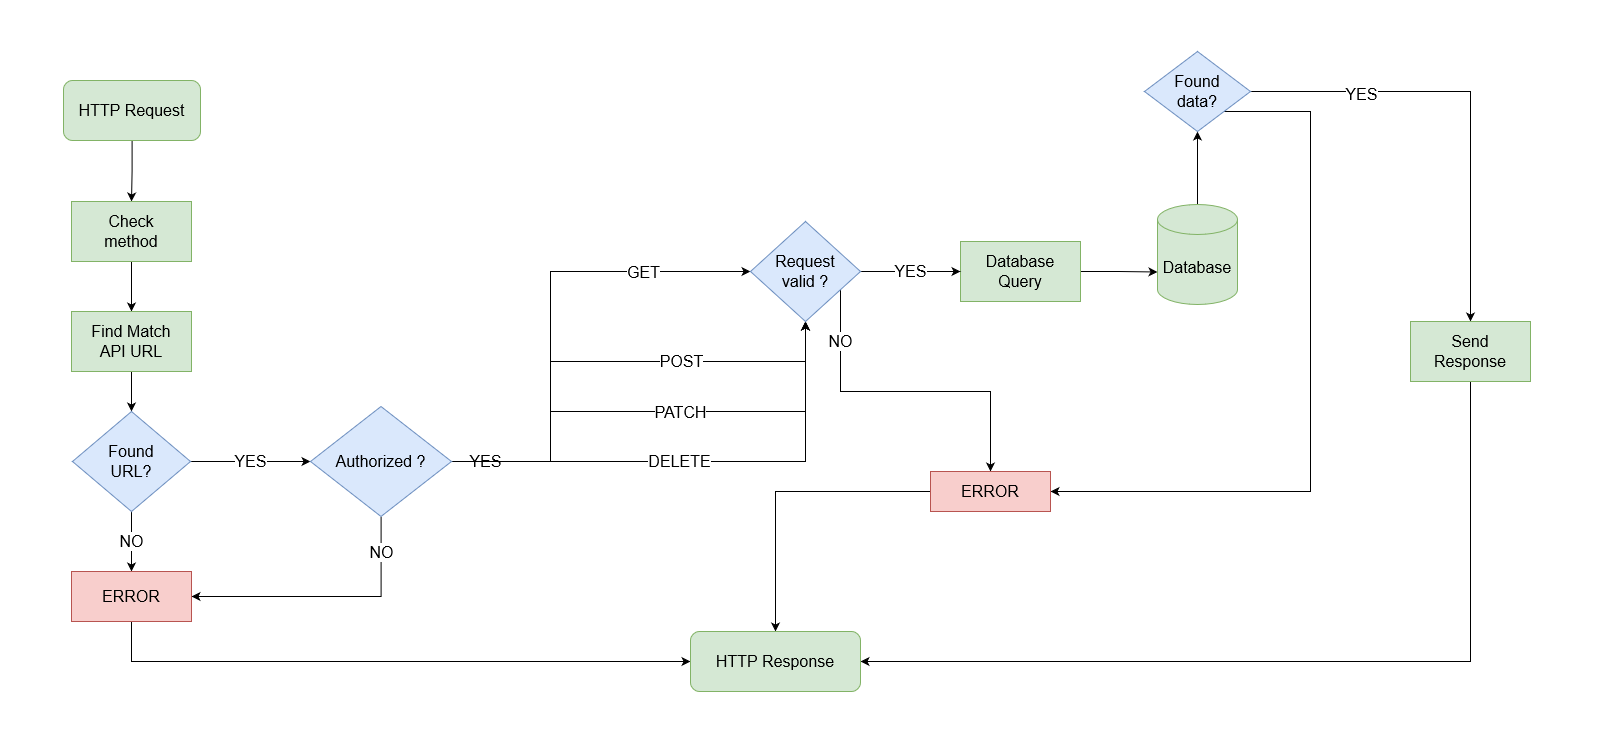 HTTP Request
Check
method
Find Match
API URL
Found
URL?
YES
NO
ERROR
Authorized ?
YES
NO
GET
POST
PATCH
DELETE
Request
valid ?
YES
NO
Database
Query
Database
Found
data?
YES
Send
Response
ERROR
HTTP Response